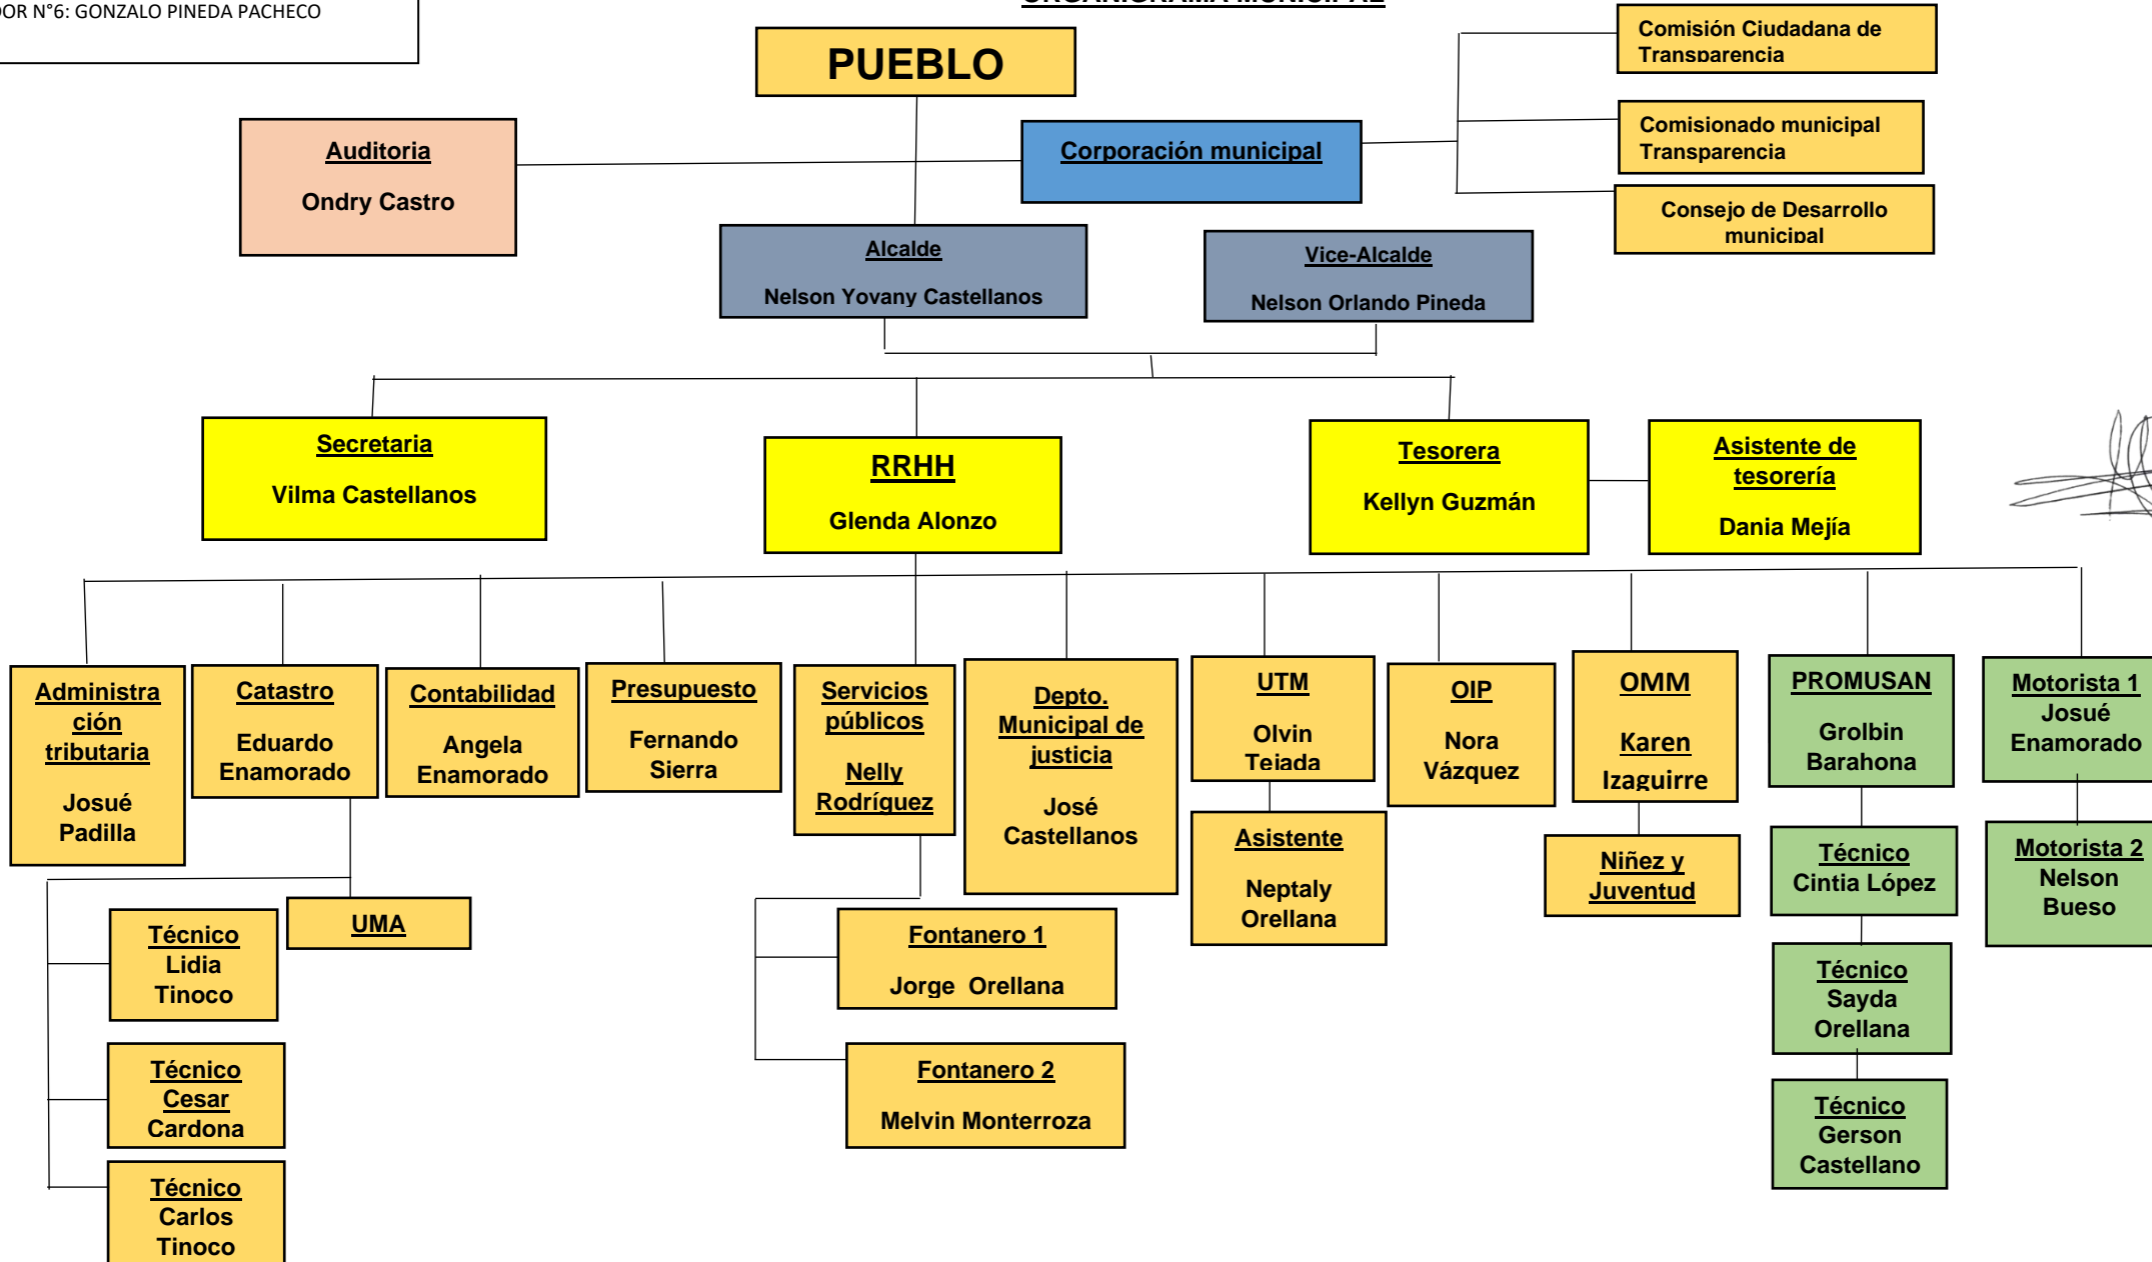 DOR N°6: GONZALO PINEDA PACHECO
ORGANIGRAMA MUNICIPAL
PUEBLO
Comisión Ciudadana de
Transparencia
Comisionado municipal
Transparencia
Consejo de Desarrollo
municipal
Auditoria
Ondry Castro
Corporación municipal
Alcalde
Nelson Yovany Castellanos
Vice-Alcalde
Nelson Orlando Pineda
Secretaria
Vilma Castellanos
RRHH
Glenda Alonzo
Tesorera
Kellyn Guzmán
Asistente de
tesorería
Dania Mejía
Administra
ción
tributaria
Josué
Padilla
Catastro
Eduardo
Enamorado
Contabilidad
Angela
Enamorado
Presupuesto
Fernando
Sierra
Servicios
públicos
Nelly
Rodríguez
Depto.
Municipal de
justicia
José
Castellanos
UTM
Olvin
Tejada
OIP
Nora
Vázquez
OMM
Karen
Izaguirre
PROMUSAN
Grolbin
Barahona
Motorista 1
Josué
Enamorado
Asistente
Neptaly
Orellana
Niñez y
Juventud
Técnico
Cintia López
Motorista 2
Nelson
Bueso
UMA
Técnico
Lidia
Tinoco
Fontanero 1
Jorge Orellana
Técnico
Sayda
Orellana
Técnico
Cesar
Cardona
Fontanero 2
Melvin Monterroza
Técnico
Gerson
Castellano
Técnico
Carlos
Tinoco